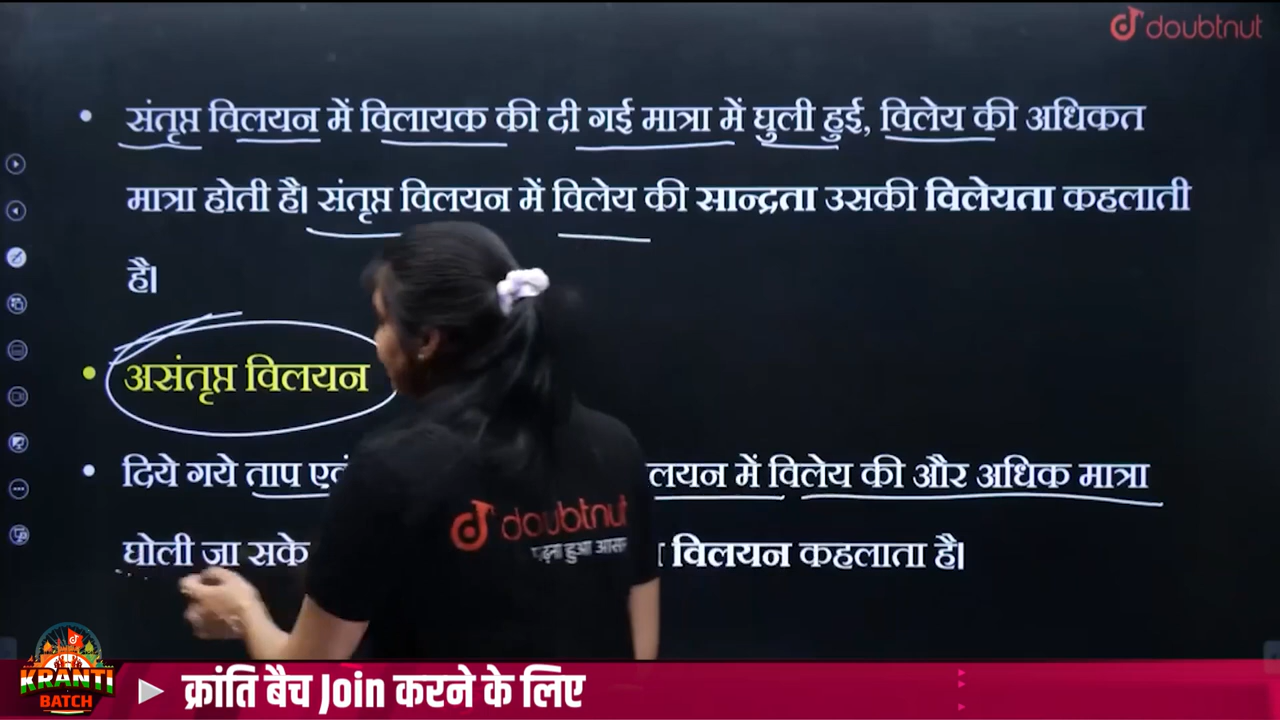 doubtnut
संतृप्त विलयन में विलायक की दी गई मात्रा में घुली हुई, विलेय की अधिकत
मात्रा होती है। संतृप्त विलयन में विलेय की सान्द्रता उसकी विलेयता कहलाती
है।
असंतृप्त विलयन
दिये गये ताप लयन में विलेय की और अधिक मात्रा
घोली जा सके विलयन कहलाता है।
doubtnut
KRANTI
BATCH
क्रांति बैच Join करने के लिए